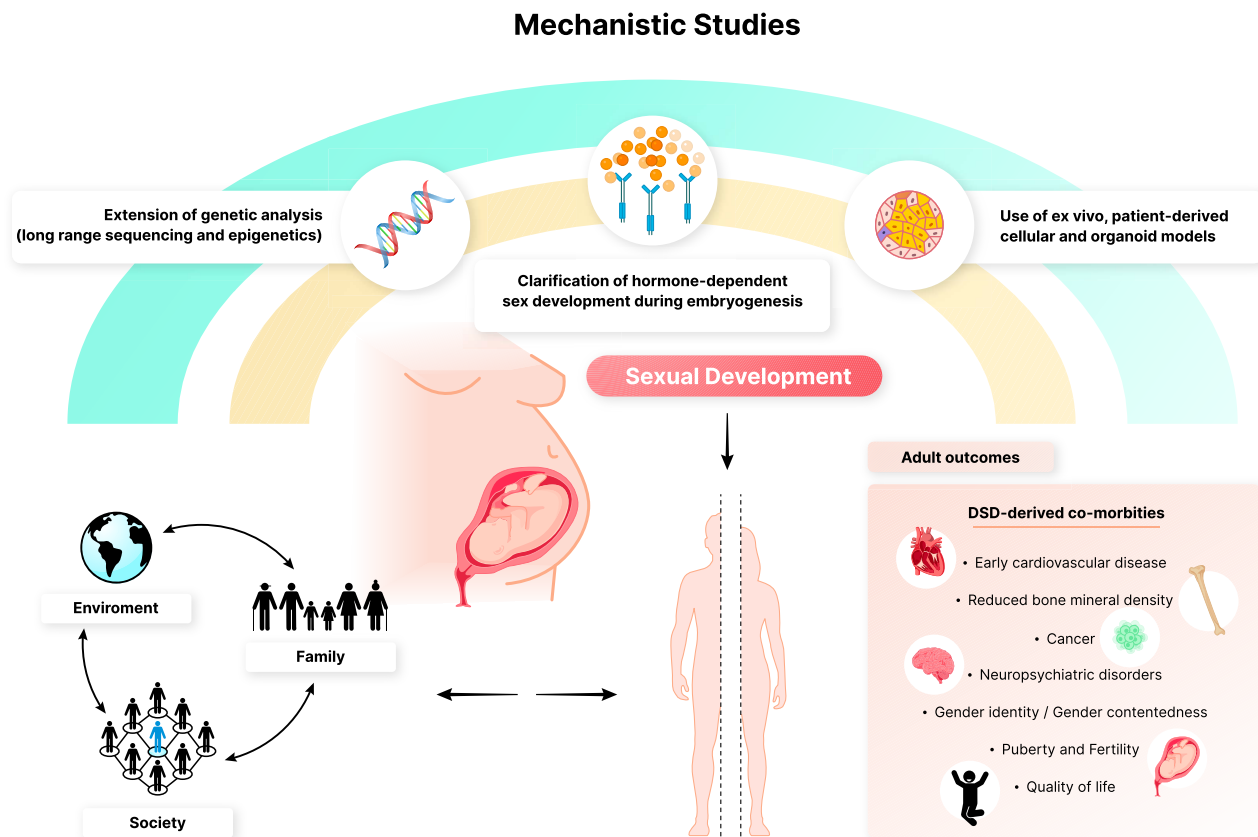 Mechanistic Studies
Extension of genetic analysis
(long range sequencing and epigenetics)
Clarification of hormone-dependent
sex development during embryogenesis
Use of ex vivo, patient-derived
cellular and organoid models
Sexual Development
Enviroment
Family
Society
Adult outcomes
DSD-derived co-morbities
• Early cardiovascular disease
• Reduced bone mineral density
• Cancer
• Neuropsychiatric disorders
• Gender identity / Gender contentedness
• Puberty and Fertility
• Quality of life